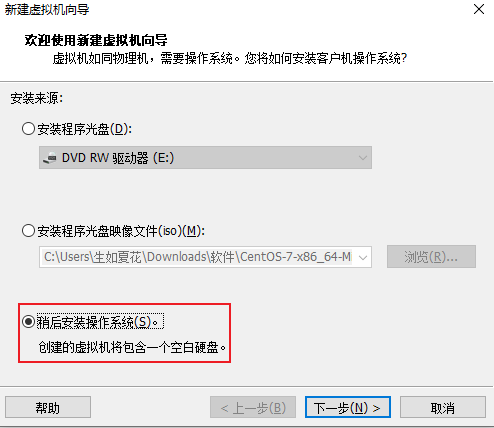 新建虚拟机向导
欢迎使用新建虚拟机向导
虚拟机如同物理机，需要操作系统。您将如何安装客户机操作系统?
安装来源:
安装程序光盘(D):
DVD RW 驱动器 (E:)
安装程序光盘映像文件(iso)(M):
C:\Users\生如夏花\Downloads\软件\CentOS-7-x86_64-M
浏览(R)...
稍后安装操作系统(S)。
创建的虚拟机将包含一个空白硬盘。
帮助
< 上一步(B)
下一步(N) >
取消